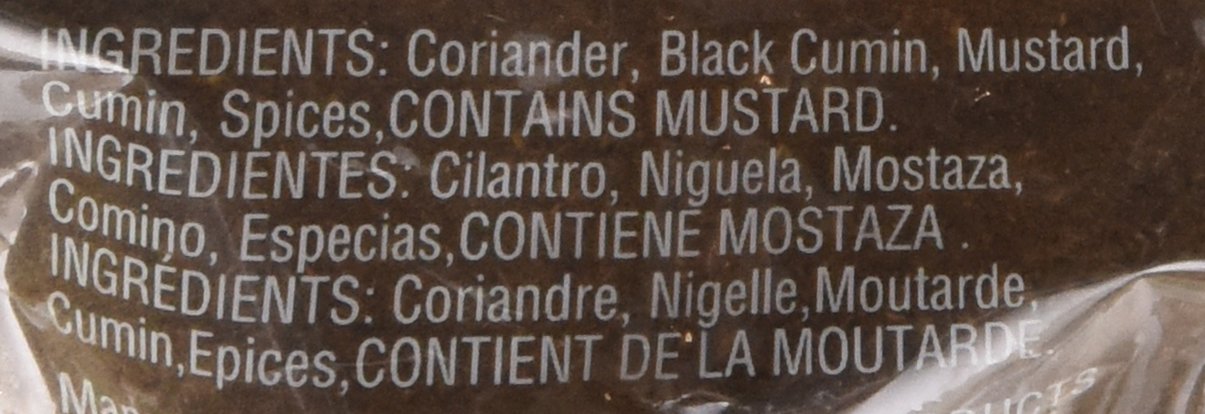 INGREDIENTS: Coriander, Black Cumin, Mustard,
Cumin, Spices,CONTAINS MUSTARD.
INGREDIENTES: Cilantro, Niguela, Mostaza,
Comino, Especias,CONTIENE MOSTAZA .
INGRÉDIENTS: Coriandre, Nigelle,Moutarde,
Cumin,Epices,CONTIENT DE LA MOUTARDE.